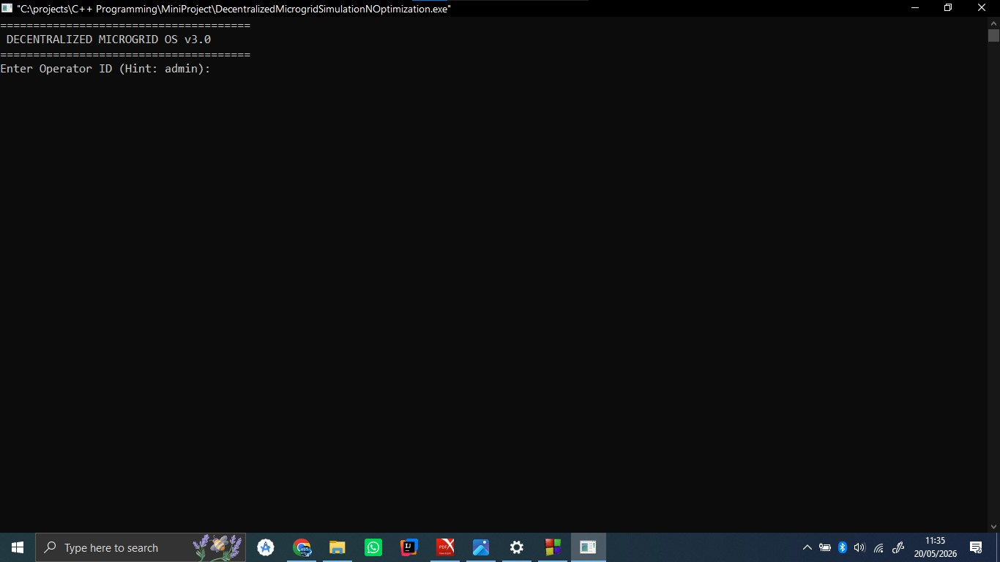 "C:\projects\C++ Programming\MiniProject\DecentralizedMicrogridSimulationNOptimization.exe"
======================================
 DECENTRALIZED MICROGRID OS v3.0
======================================
Enter Operator ID (Hint: admin):
Type here to search
11:35
20/05/2026